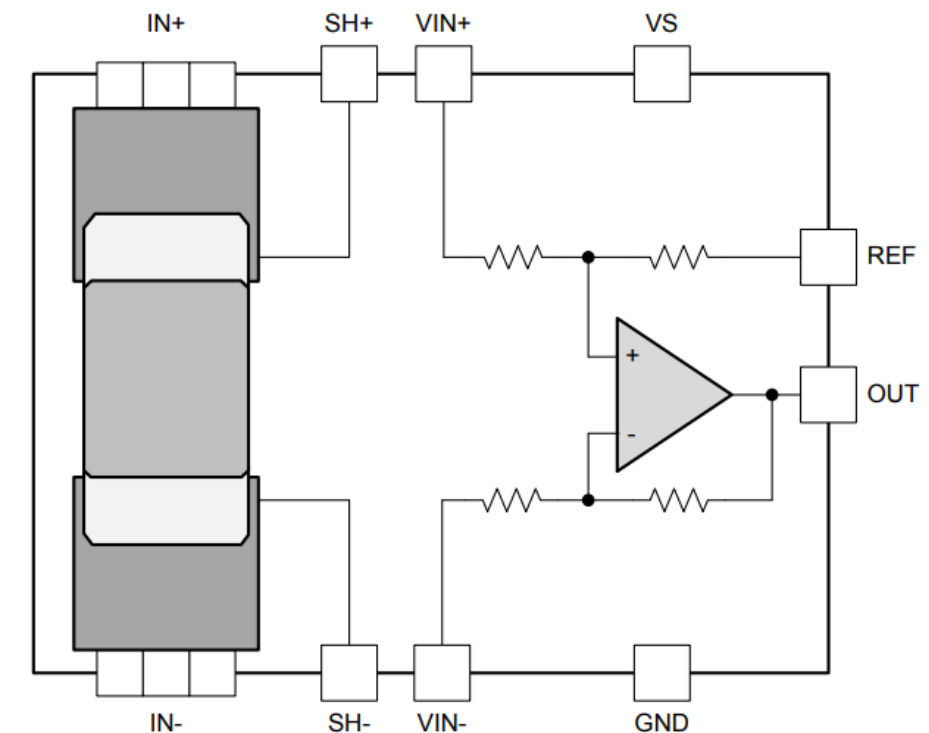 IN+ SH+ VIN+ VS
REF
+
OUT
-
IN- SH- VIN- GND